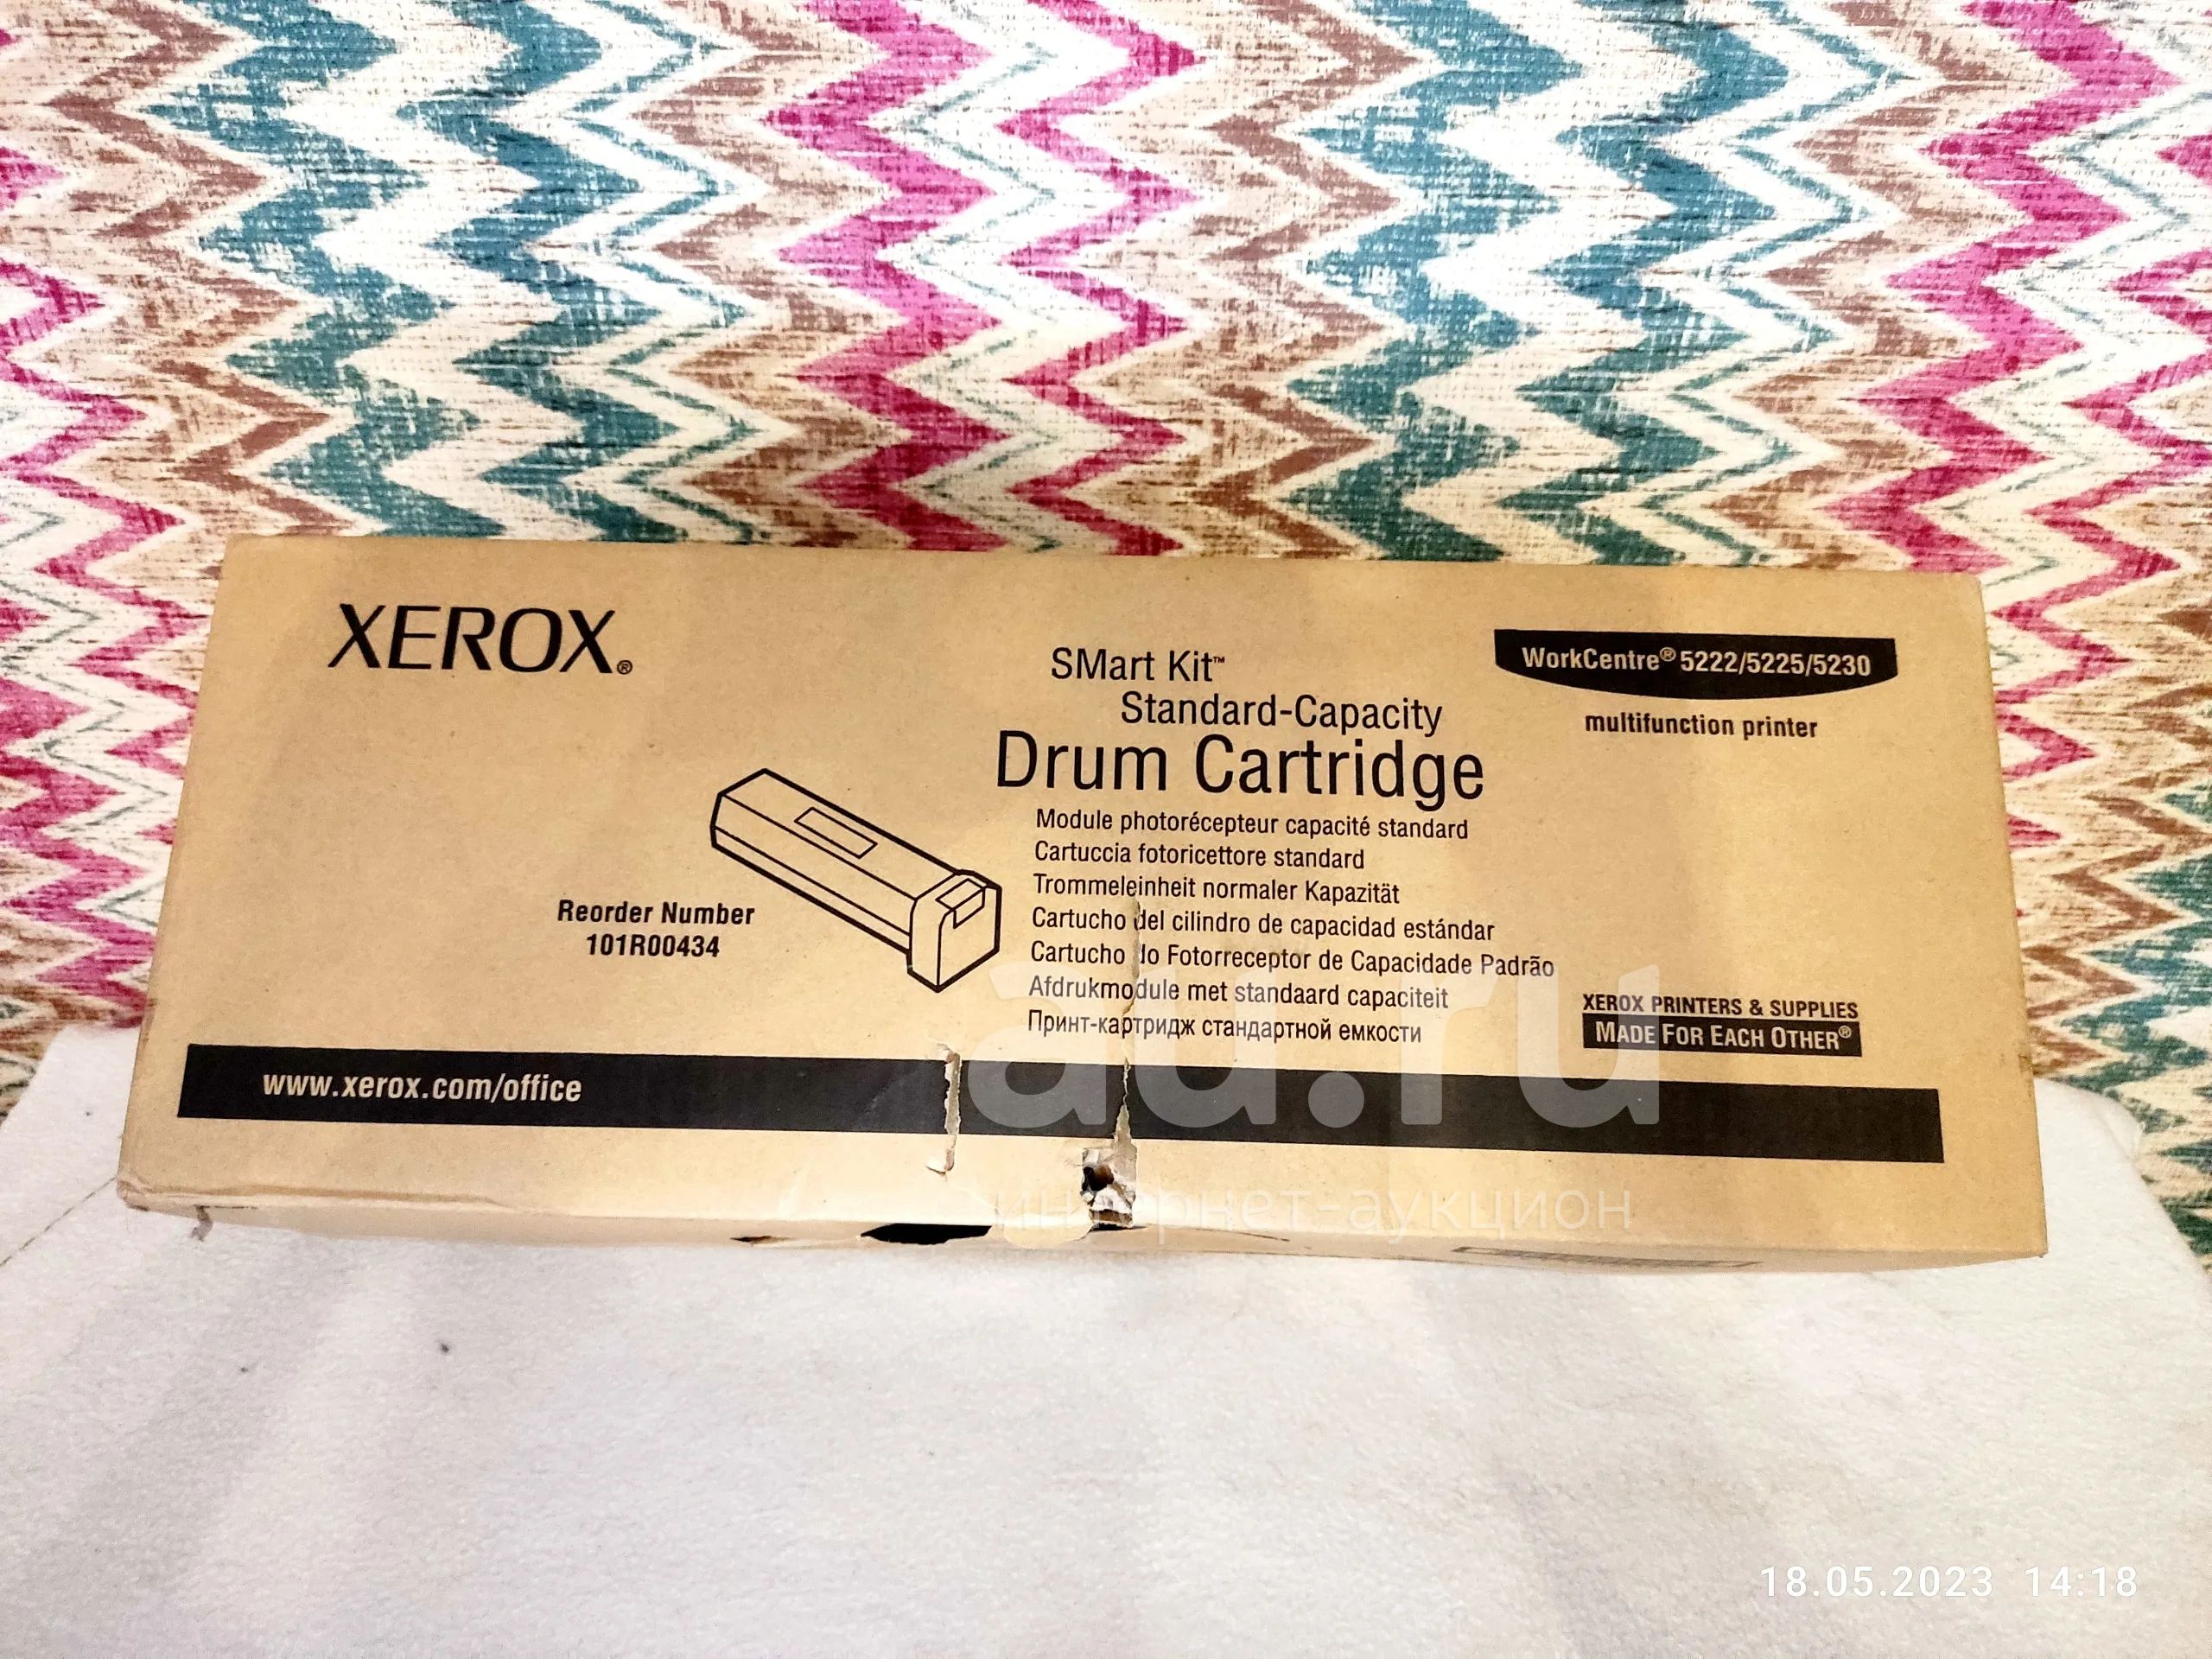 XEROX®
SMart Kit™
Standard-Capacity
Drum Cartridge
WorkCentre® 5222/5225/5230
multifunction printer
Module photorécepteur capacité standard
Cartuccia fotoricettore standard
Trommeleinheit normaler Kapazität
Cartucho del cilindro de capacidad estándar
Cartucho do Fotorreceptor de Capacidade Padrão
Afdrukmodule met standaard capaciteit
Принт-картридж стандартной емкости
Reorder Number
101R00434
XEROX PRINTERS & SUPPLIES
MADE FOR EACH OTHER®
www.xerox.com/office
au.ru
интернет-аукцион
18.05.2023 14:18